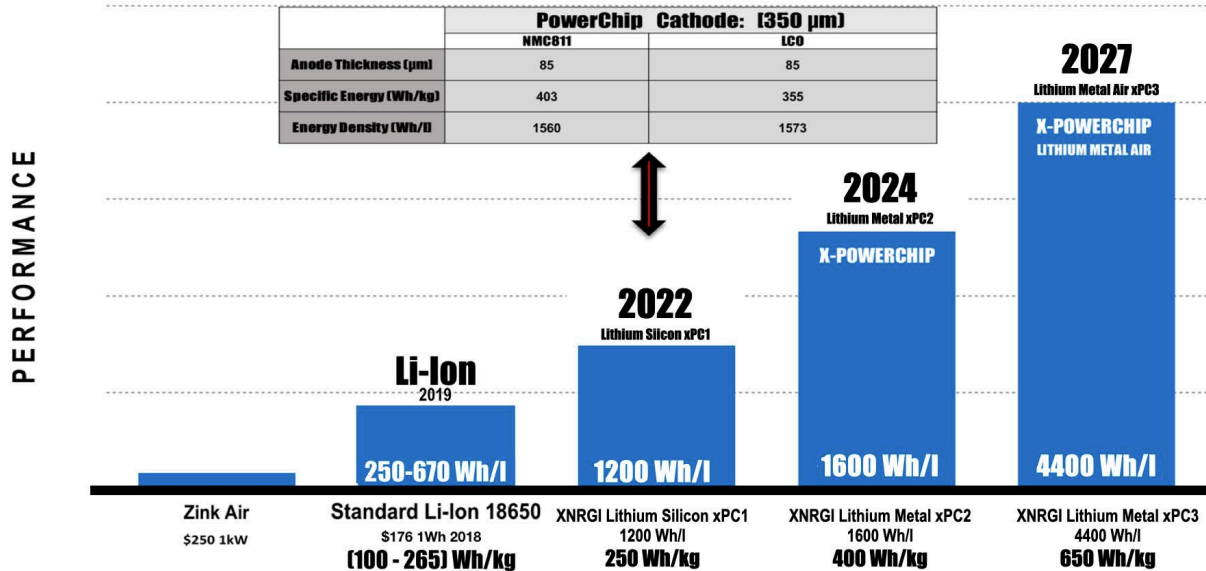 PowerChip Cathode: [350 µm)
NMC811 LCO
Anode Thickness (µm] 85 85
Specific Energy (Wh/kg) 403 355
Energy Density (Wh/l) 1560 1573
PERFORMANCE
Li-Ion
2019
250-670 Wh/l
2022
Lithium Slicon xPC1
1200 Wh/l
2024
Lithium Metal xPC2
X-POWERCHIP
1600 Wh/l
2027
Lithium Metal Air xPC3
X-POWERCHIP
LITHIUM METAL AIR
4400 Wh/l
Zink Air
$250 1kW
Standard Li-Ion 18650
$176 1Wh 2018
(100 - 265) Wh/kg
XNRGI Lithium Silicon xPC1
1200 Wh/l
250 Wh/kg
XNRGI Lithium Metal xPC2
1600 Wh/l
400 Wh/kg
XNRGI Lithium Metal xPC3
4400 Wh/l
650 Wh/kg